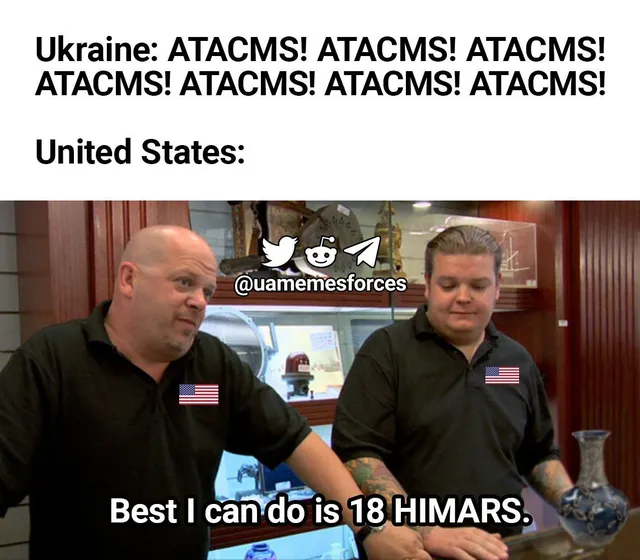 Ukraine: ATACMS! ATACMS! ATACMS!
ATACMS! ATACMS! ATACMS! ATACMS!
United States:
@uamemesforces
Best I can do is 18 HIMARS.